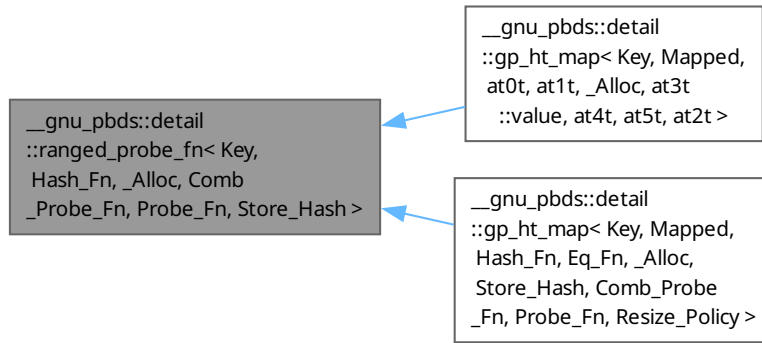 __gnu_pbds::detail
::ranged_probe_fn< Key,
Hash_Fn, _Alloc, Comb
_Probe_Fn, Probe_Fn, Store_Hash >
__gnu_pbds::detail
::gp_ht_map< Key, Mapped,
at0t, at1t, _Alloc, at3t
::value, at4t, at5t, at2t >
__gnu_pbds::detail
::gp_ht_map< Key, Mapped,
Hash_Fn, Eq_Fn, _Alloc,
Store_Hash, Comb_Probe
_Fn, Probe_Fn, Resize_Policy >